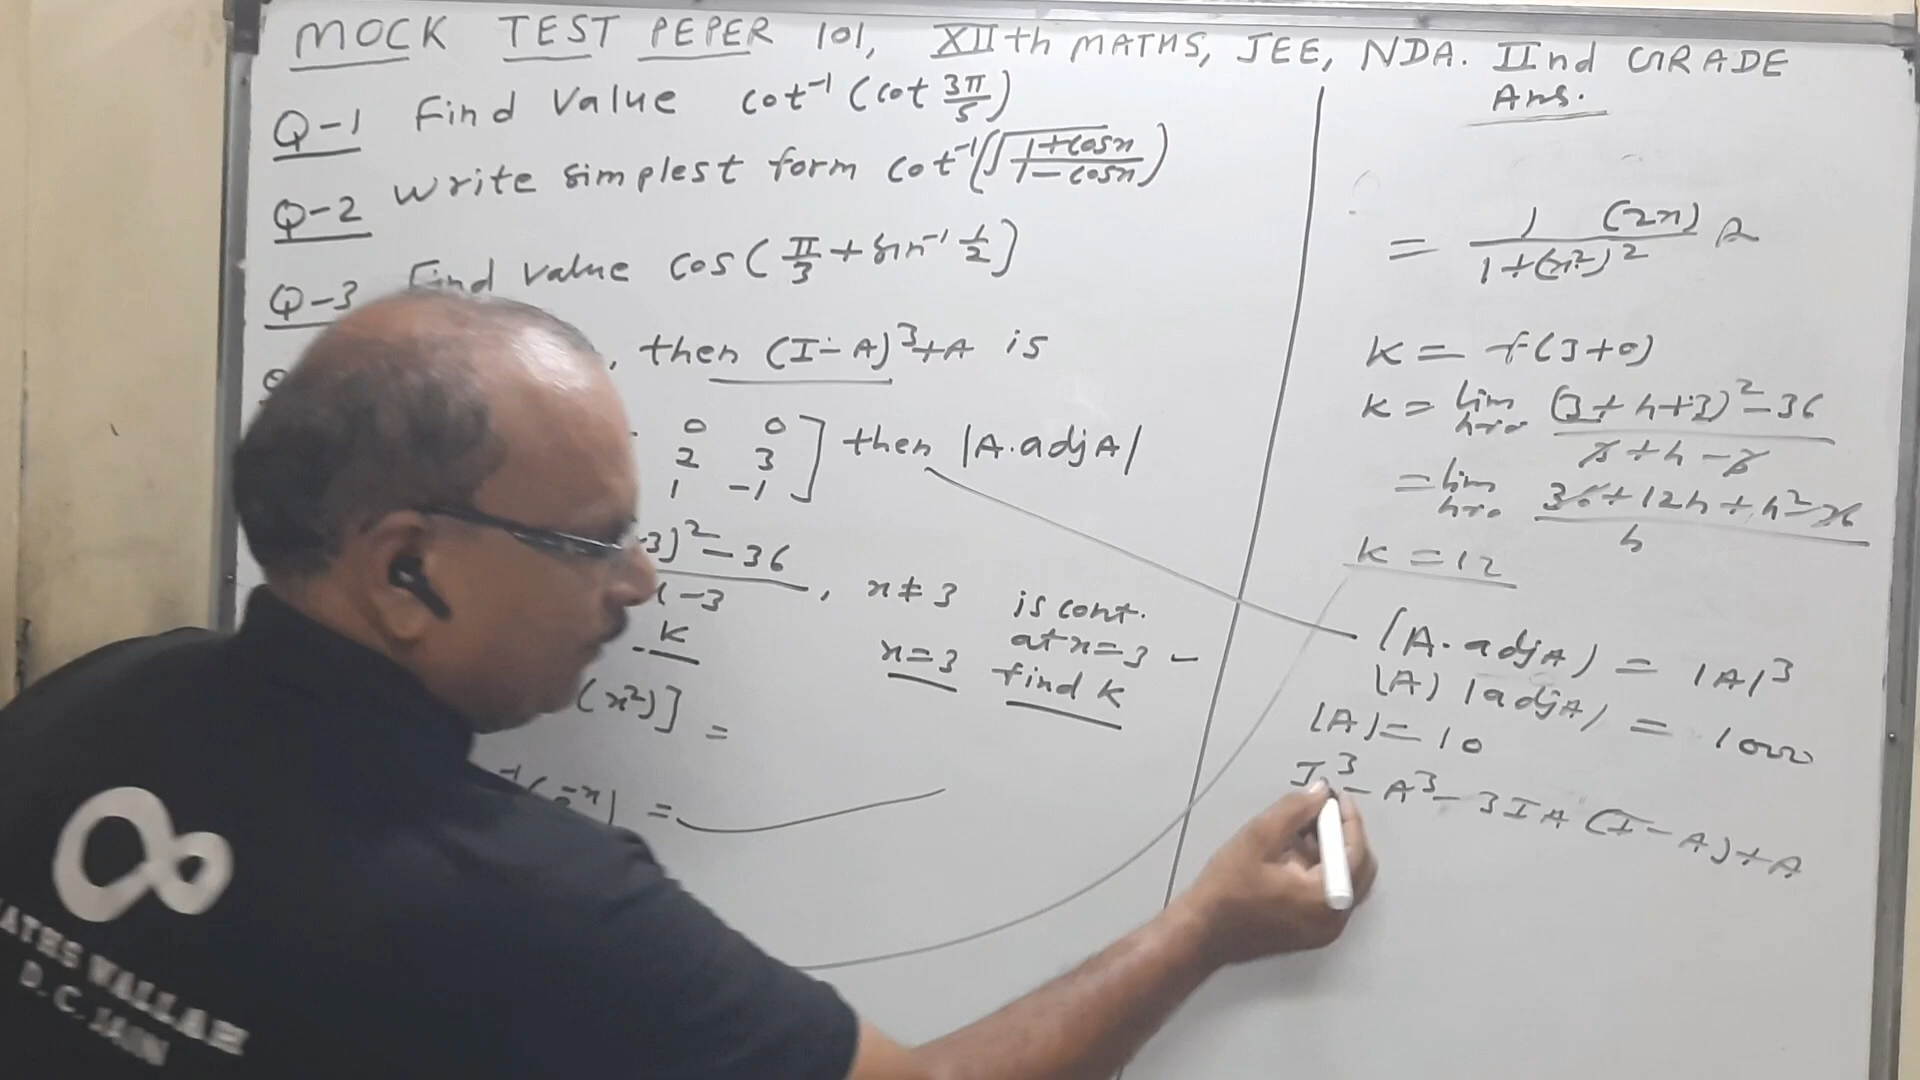 MOCK TEST PEPER 101, XIIth MATHS, JEE, NDA. IInd GRADE
Q-1 Find Value cot⁻¹(cot 3π/5)
Q-2 Write simplest form cot⁻¹(√(1+cosx)/(1-cosx))
Q-3 Find value cos(π/3 + sin⁻¹ 1/2)
, then (I-A)³+A is
0 0
2 3
1 -1
] then |A.adjA|
3)²-36
-3
, x≠3 is cont.
K
x=3 at x=3 -
find K
(x²)] =
=
Ans.
= 1/(1+(x²)²) (2x)
K = f(3+0)
K = lim h→0 ((3+h+3)²-36)/(3+h-3)
= lim h→0 (36+12h+h²-36)/h
K = 12
|A.adjA| = |A|³
|A| |adjA| = 1000
|A| = 10
I³-A³-3IA(I-A)+A
MATHS WALLAH
D.C. JAIN